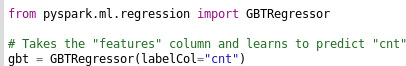 from pyspark.ml.regression import GBTRegressor
# Takes the "features" column and learns to predict "cnt"
gbt = GBTRegressor(labelCol="cnt")